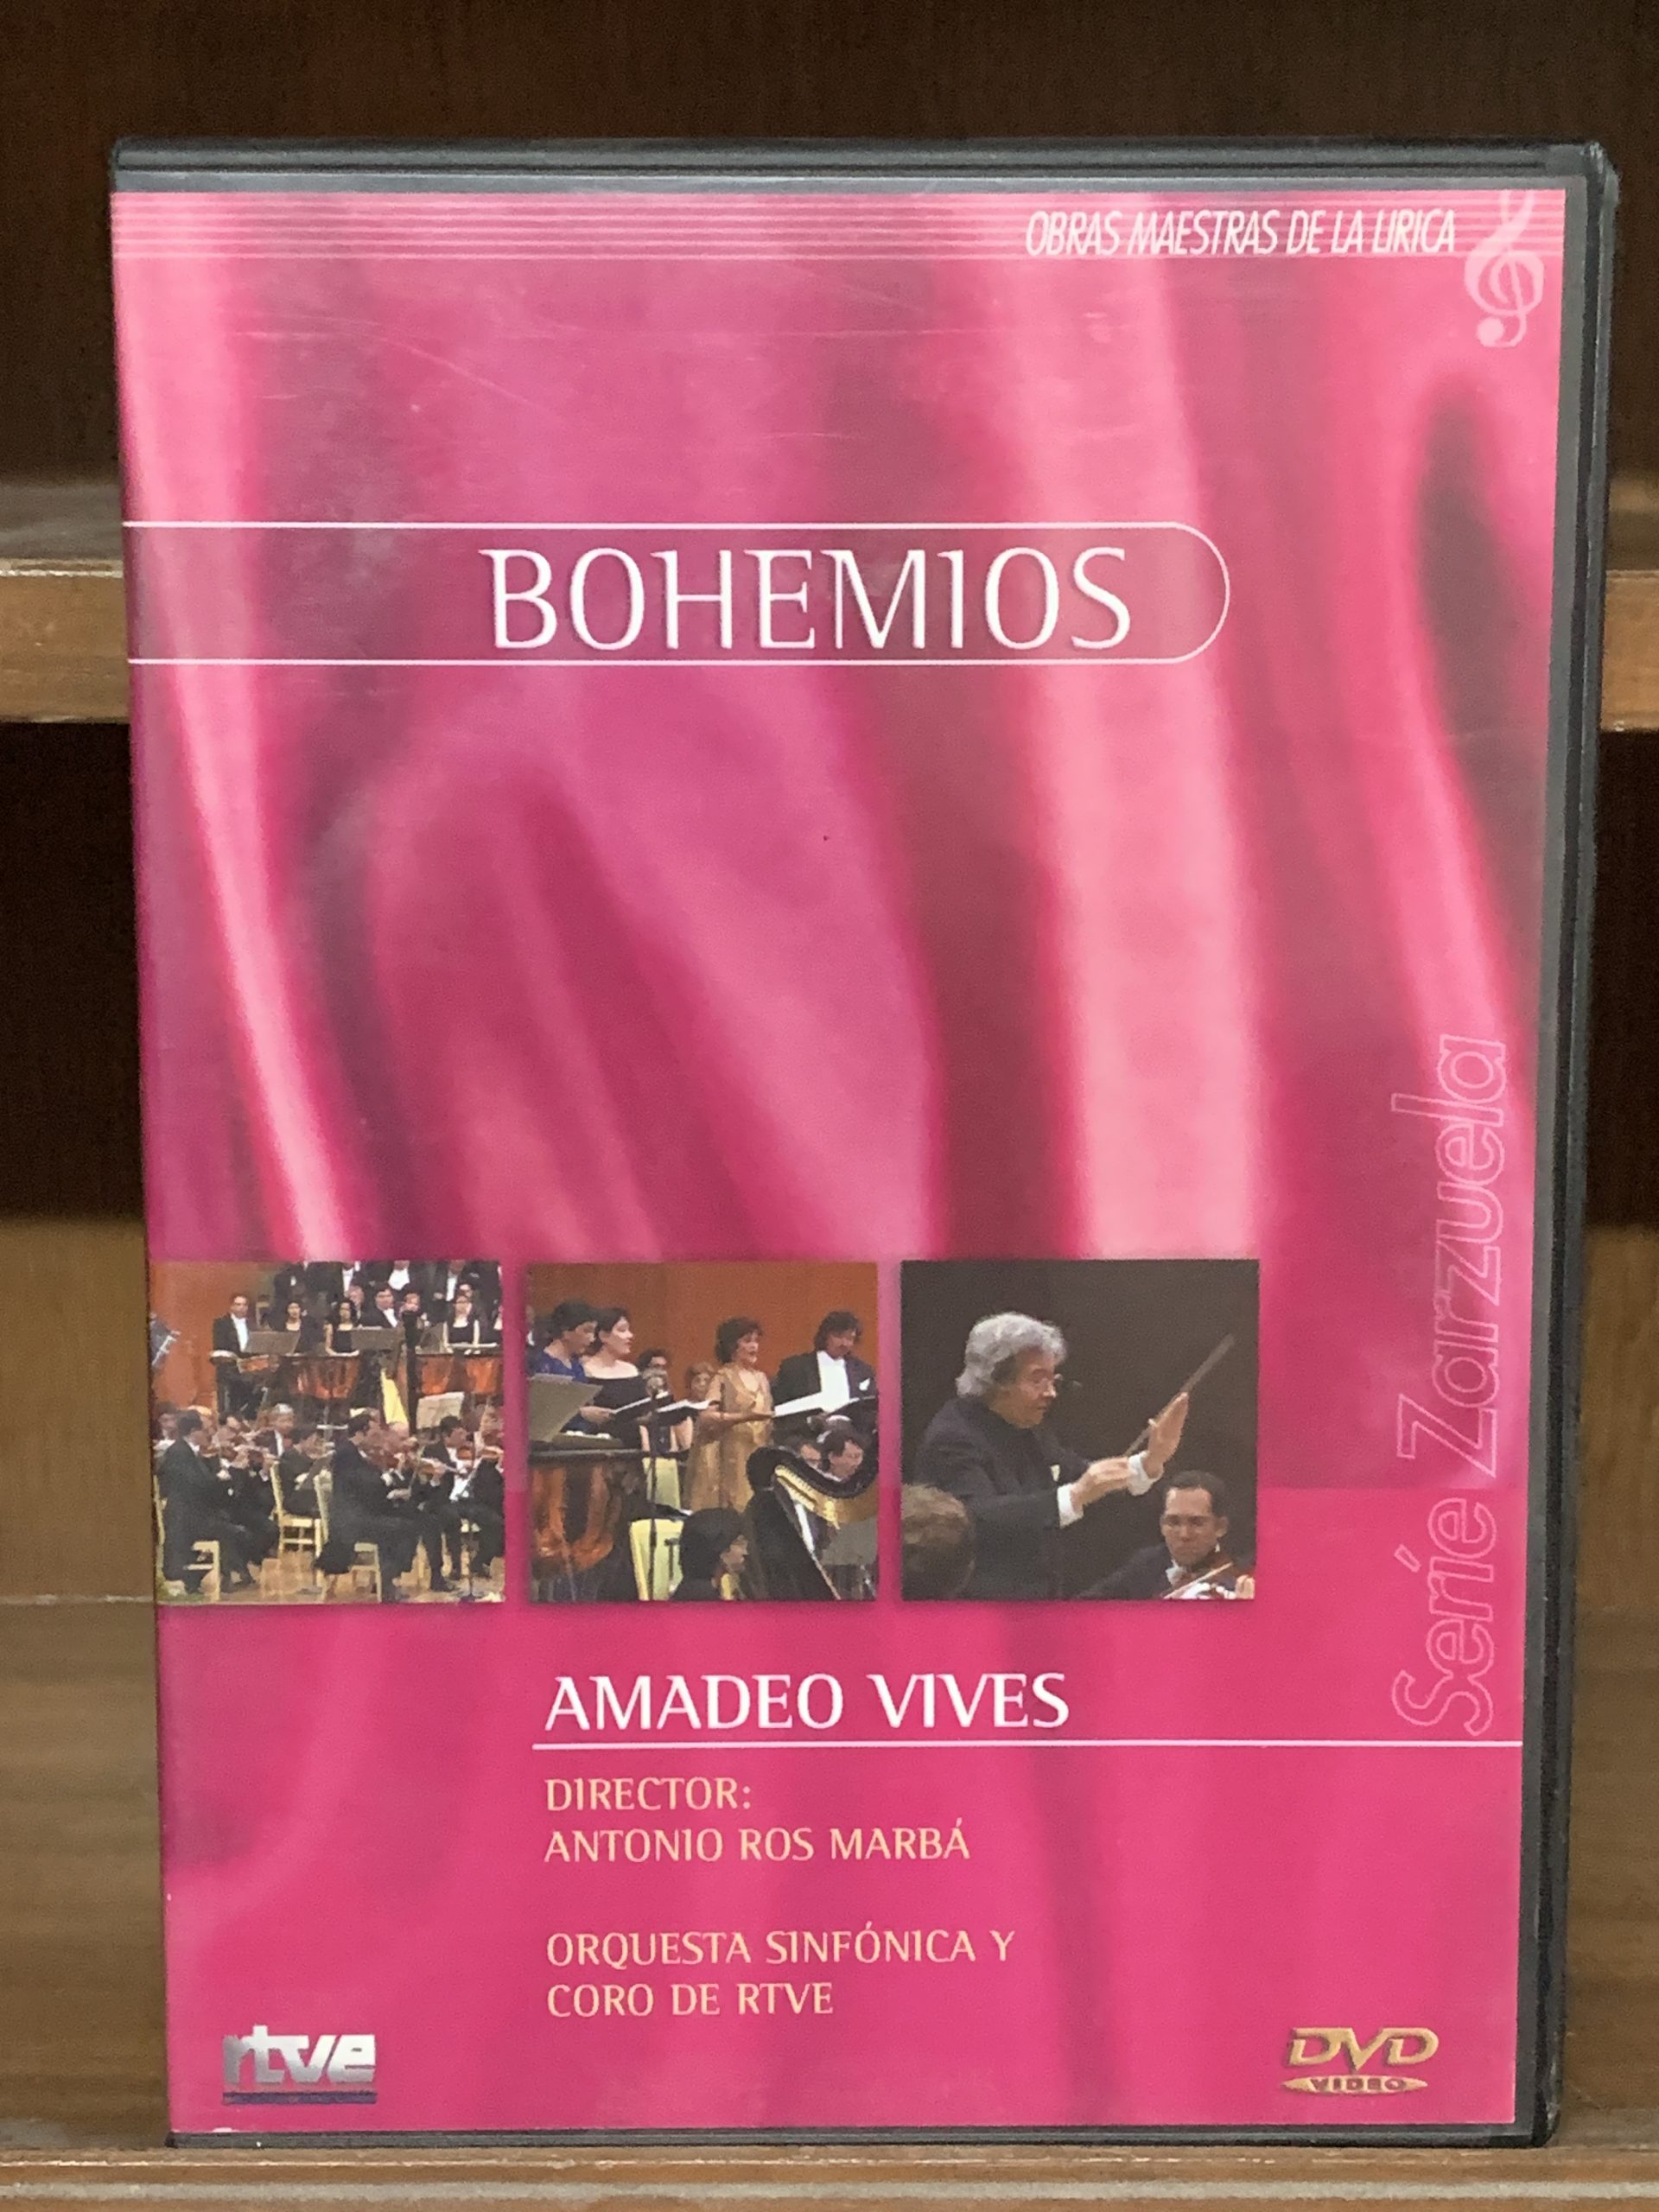 OBRAS MAESTRAS DE LA LIRICA
BOHEMIOS
Serie Zarzuela
AMADEO VIVES
DIRECTOR:
ANTONIO ROS MARBÁ
ORQUESTA SINFÓNICA Y
CORO DE RTVE
rtve
DVD
VIDEO